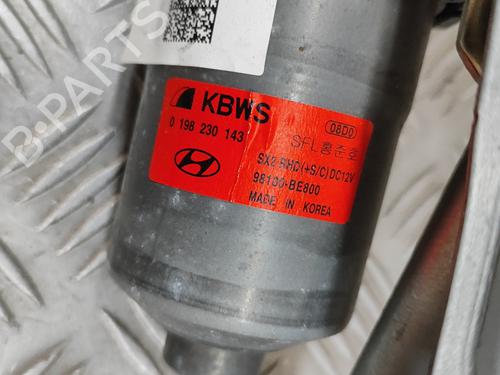 KBWS
08D0
0 198 230 143
SFL홍준호
SX2 RHD(+S/C)DC12V
98100-BE800
MADE IN KOREA
B-PARTS